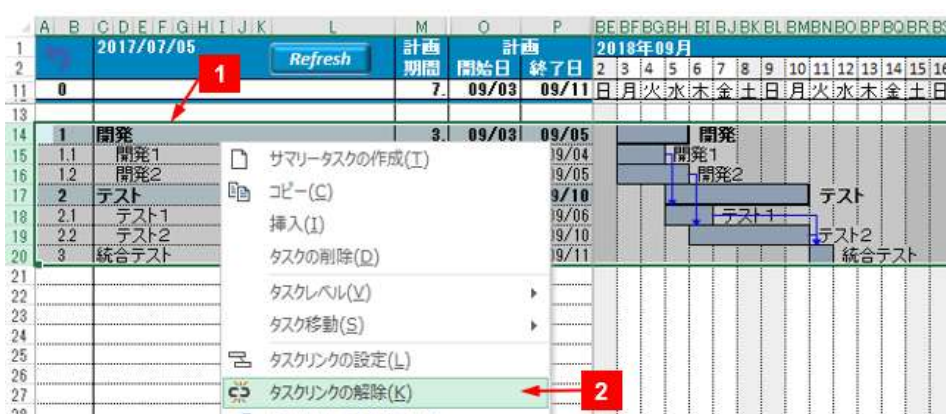 A B C D E F G H I J K L M O P BE BF BG BH BI BJ BK BL BM BN BO BP BQ BR BS
1 2017/07/05 Refresh 計画 計画 2018年09月
2 期間 開始日 終了日 2 3 4 5 6 7 8 9 10 11 12 13 14 15 16
11 0 7. 09/03 09/11 日 月 火 水 木 金 土 日 月 火 水 木 金 土 日
1
13
14 1 開発 3. 09/03 09/05 開発
15 1.1 開発1 09/04 開発1
16 1.2 開発2 09/05 開発2
17 2 テスト 9/10 テスト
18 2.1 テスト1 09/06 テスト1
19 2.2 テスト2 09/10 テスト2
20 3 統合テスト 09/11 統合テスト
21
22
23
24
25
26
27
サマリータスクの作成(T)
コピー(C)
挿入(I)
タスクの削除(D)
タスクレベル(V)
タスク移動(S)
タスクリンクの設定(L)
タスクリンクの解除(K)
2